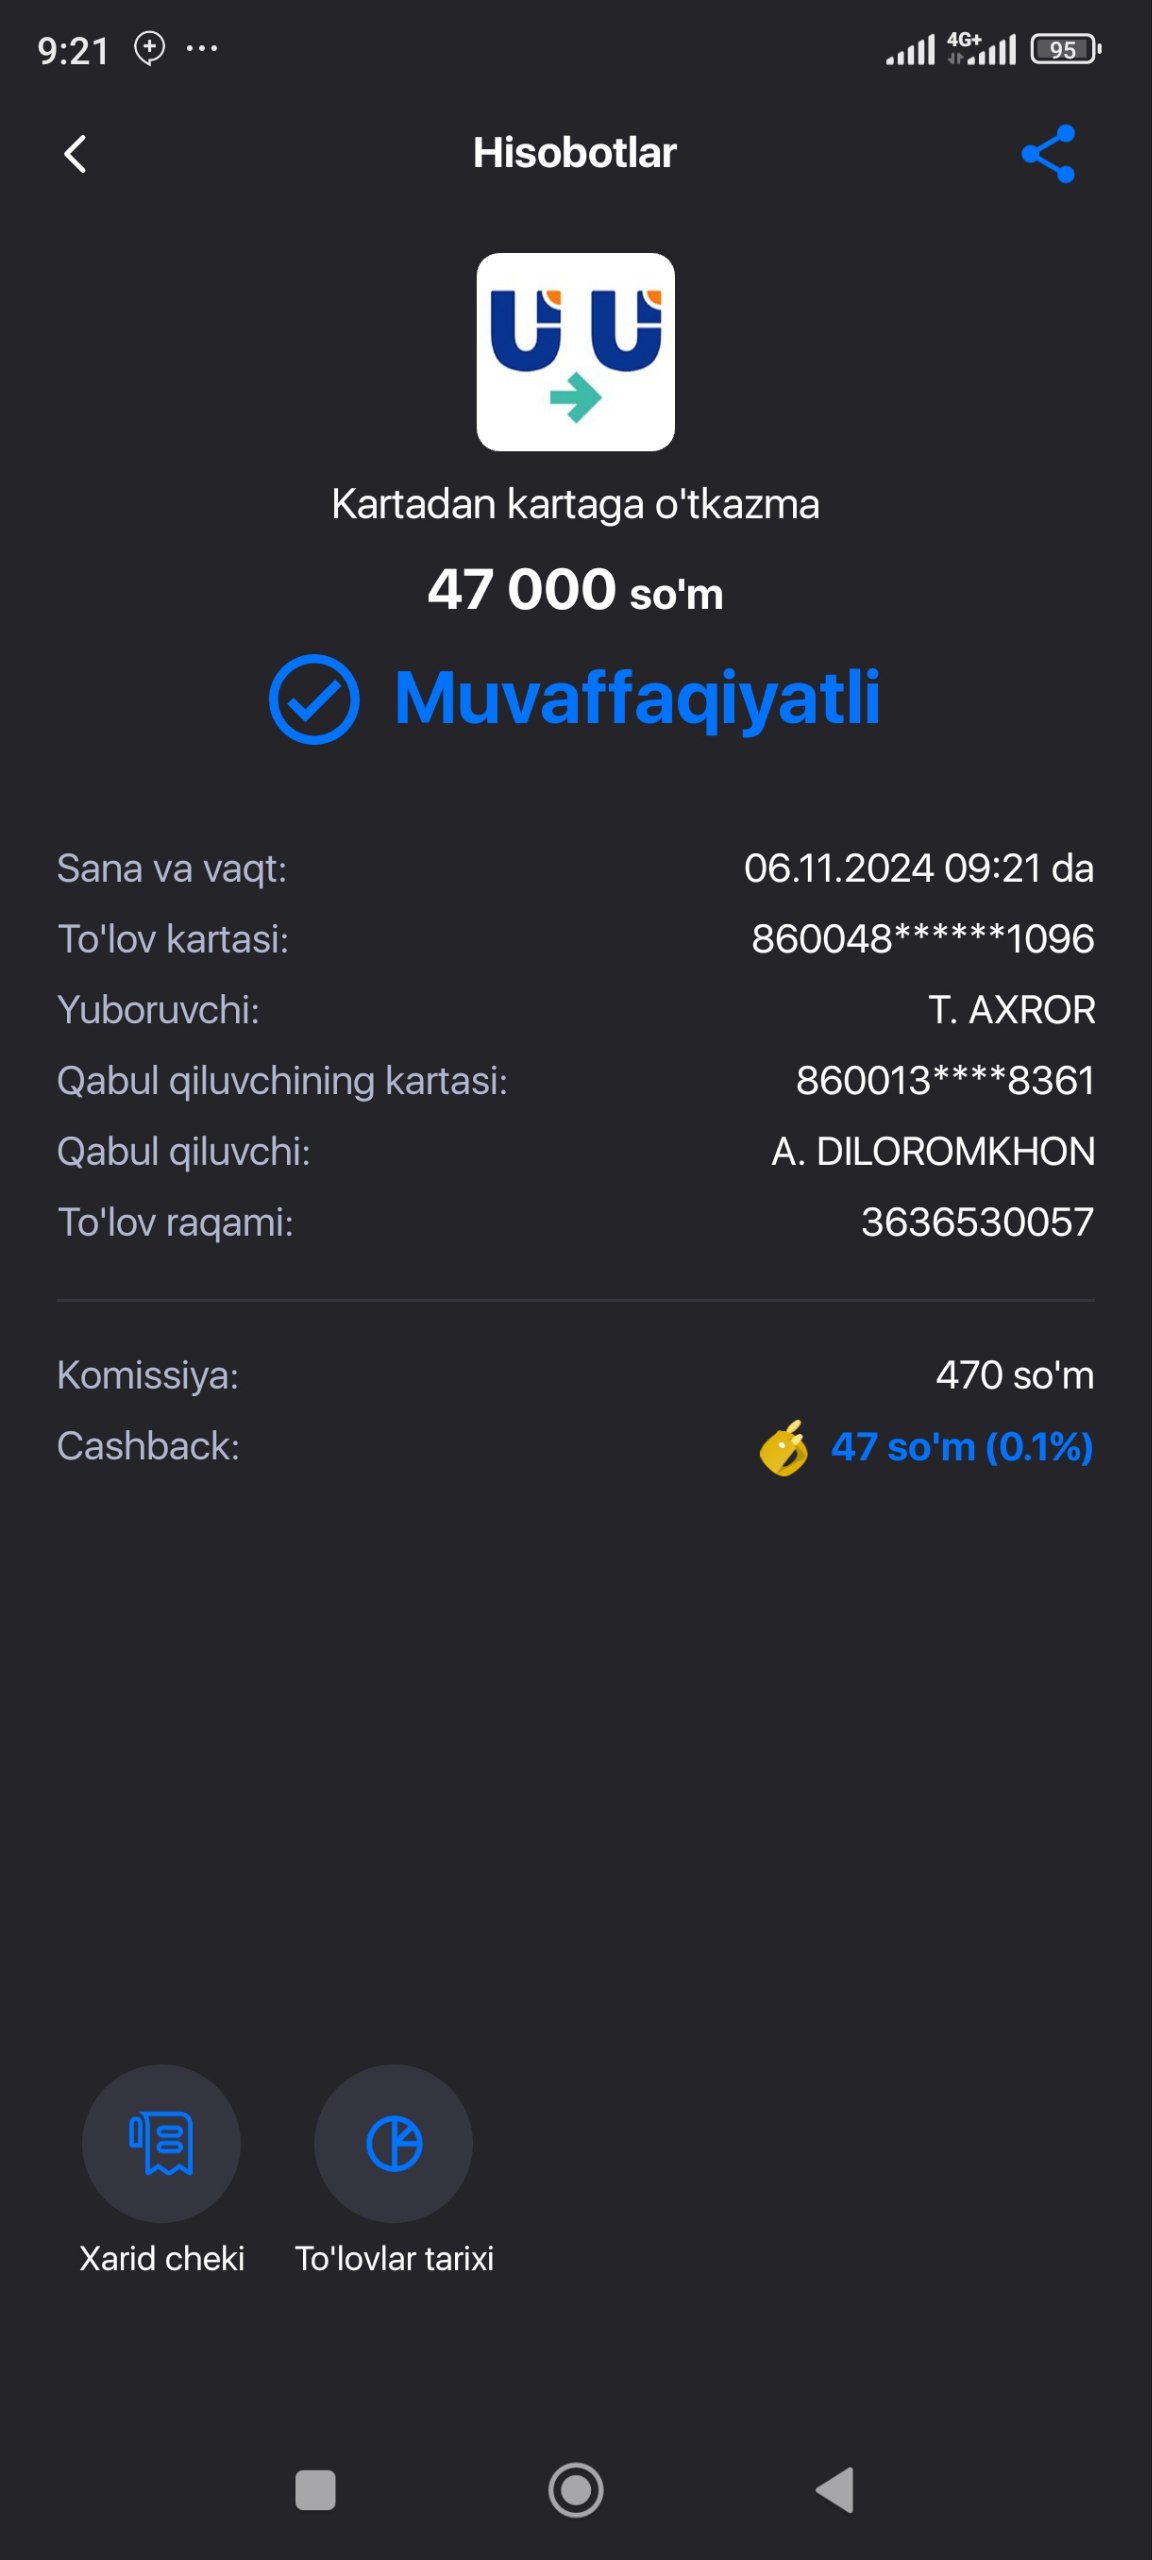 9:21 ... 4G+ 95
Hisobotlar
Kartadan kartaga o'tkazma
47 000 so'm
Muvaffaqiyatli
Sana va vaqt: 06.11.2024 09:21 da
To'lov kartasi: 860048******1096
Yuboruvchi: T. AXROR
Qabul qiluvchining kartasi: 860013****8361
Qabul qiluvchi: A. DILOROMKHON
To'lov raqami: 3636530057
Komissiya: 470 so'm
Cashback: 47 so'm (0.1%)
Xarid cheki To'lovlar tarixi